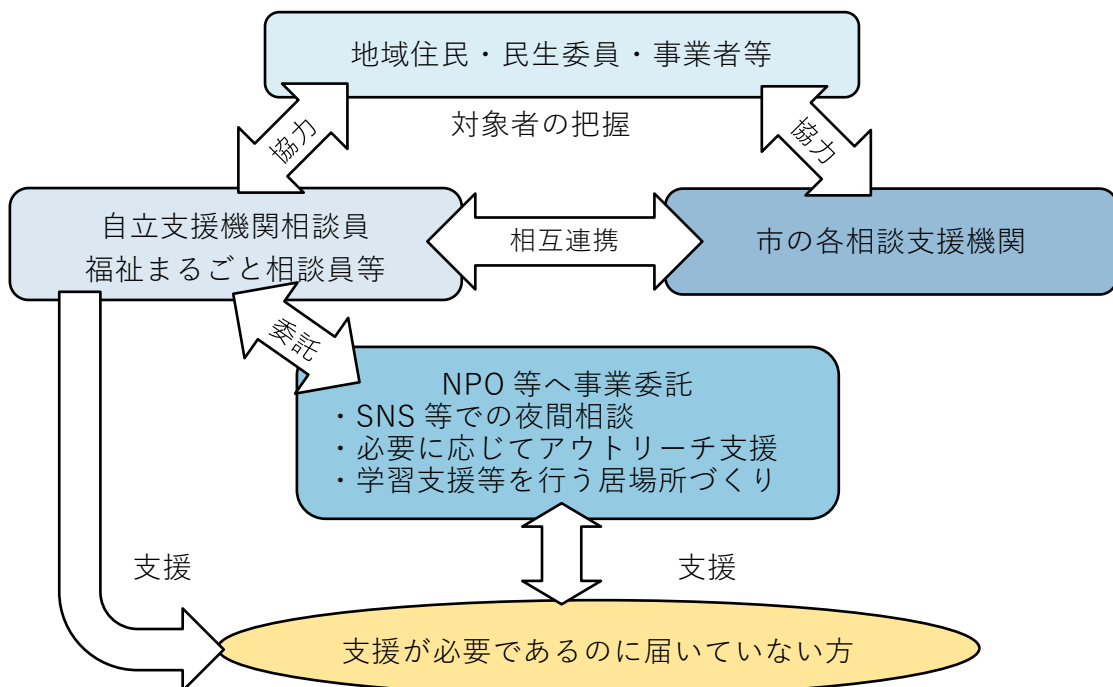 地域住民・民生委員・事業者等
協力
対象者の把握
協力
自立支援機関相談員
福祉まるごと相談員等
相互連携
市の各相談支援機関
委託
NPO 等へ事業委託
・SNS 等での夜間相談
・必要に応じてアウトリーチ支援
・学習支援等を行う居場所づくり
支援
支援
支援が必要であるのに届いていない方